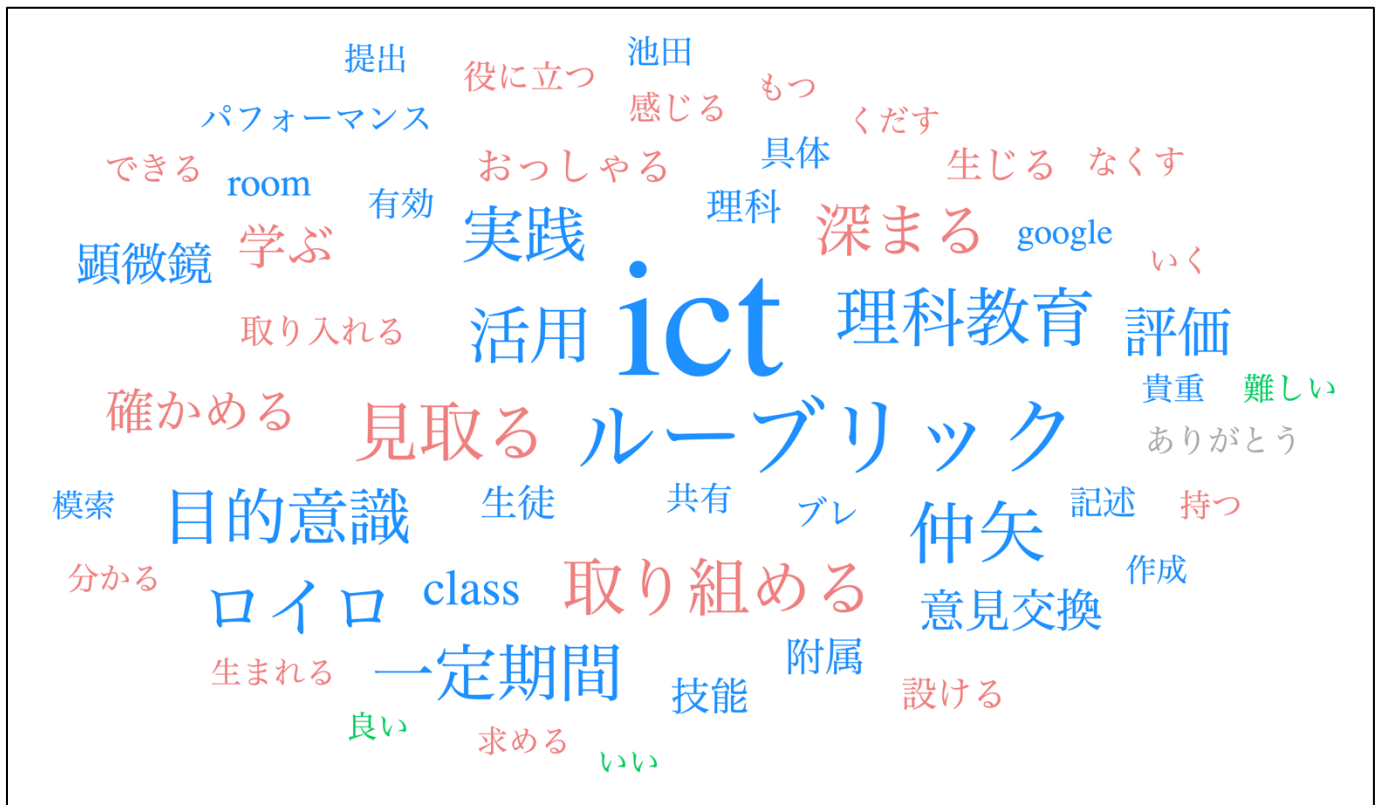 提出
役に立つ
池田
もつ
パフォーマンス
感じる
くだす
できる
room
おっしゃる
具体
生じる
なくす
有効
理科
顕微鏡
学ぶ
実践
深まる
google
いく
取り入れる
活用
ict
理科教育
評価
確かめる
見取る
ルーブリック
貴重
難しい
ありがとう
模索
目的意識
生徒
共有
ブレ
仲矢
記述
持つ
分かる
ロイロ
class
取り組める
意見交換
作成
生まれる
一定期間
技能
附属
設ける
良い
求める
いい